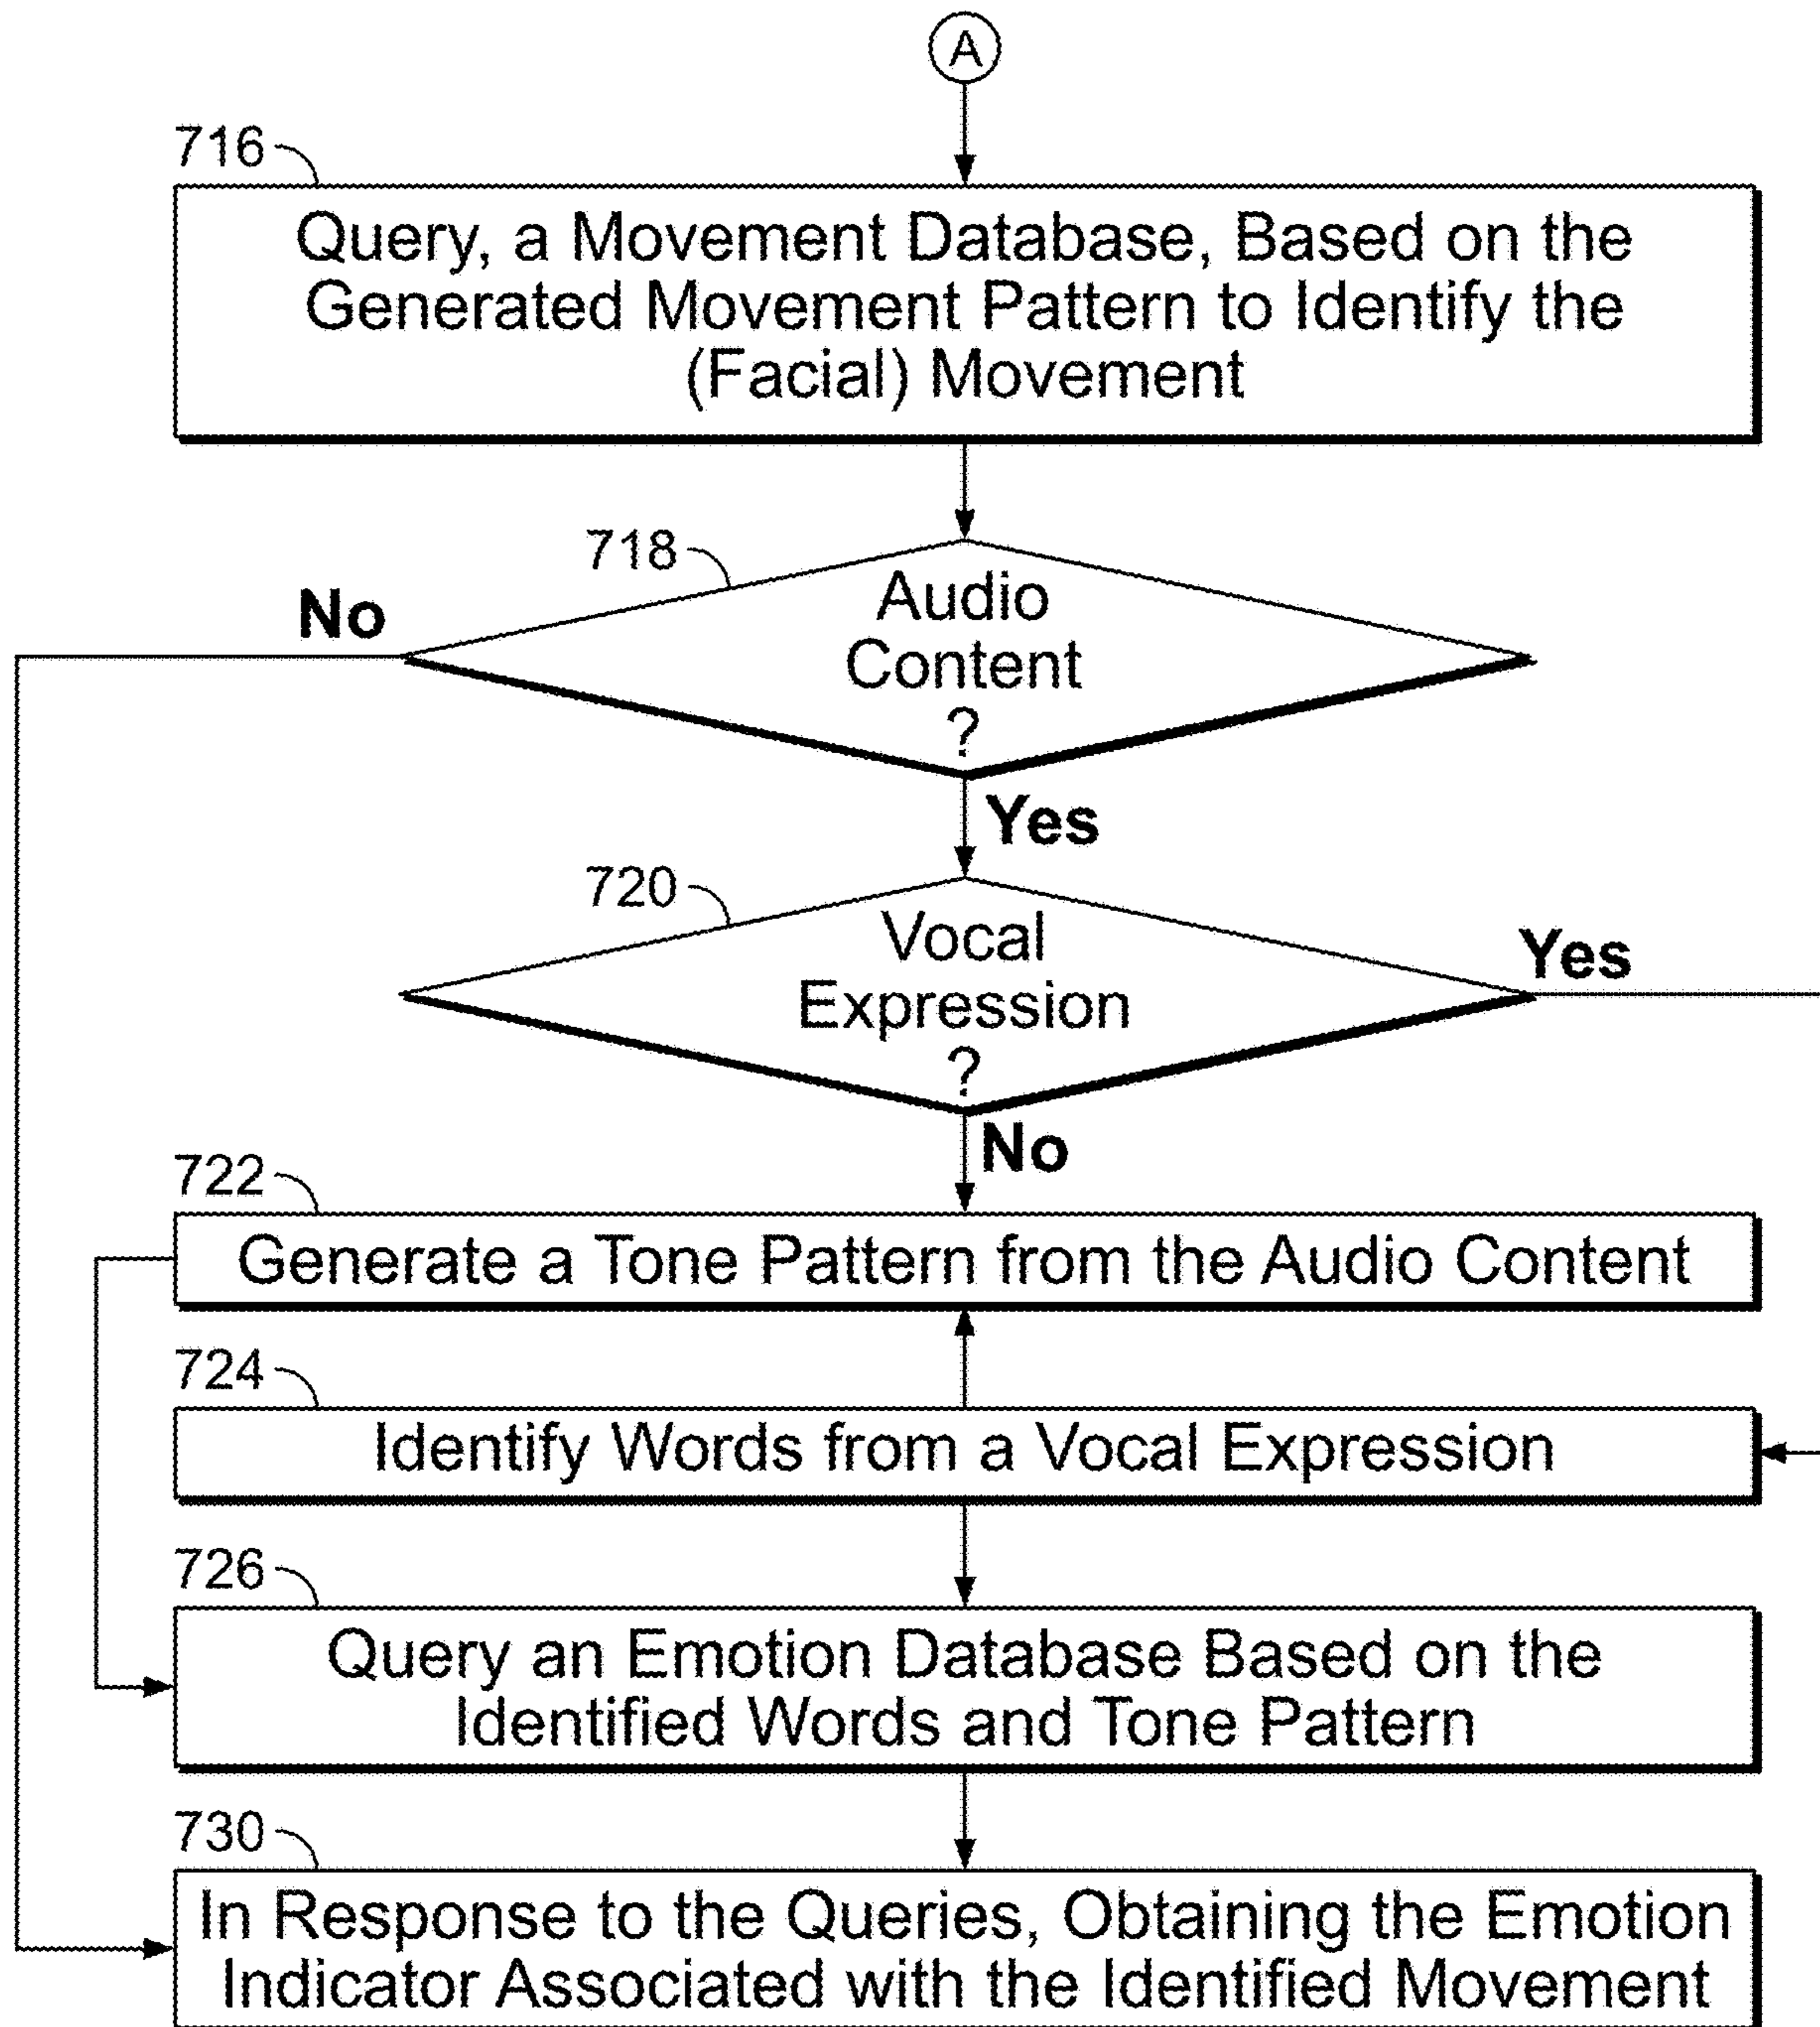 A
716
Query, a Movement Database, Based on the
Generated Movement Pattern to Identify the
(Facial) Movement
718
No
Audio
Content
?
Yes
720
Vocal
Expression
?
Yes
No
722
Generate a Tone Pattern from the Audio Content
724
Identify Words from a Vocal Expression
726
Query an Emotion Database Based on the
Identified Words and Tone Pattern
730
In Response to the Queries, Obtaining the Emotion
Indicator Associated with the Identified Movement